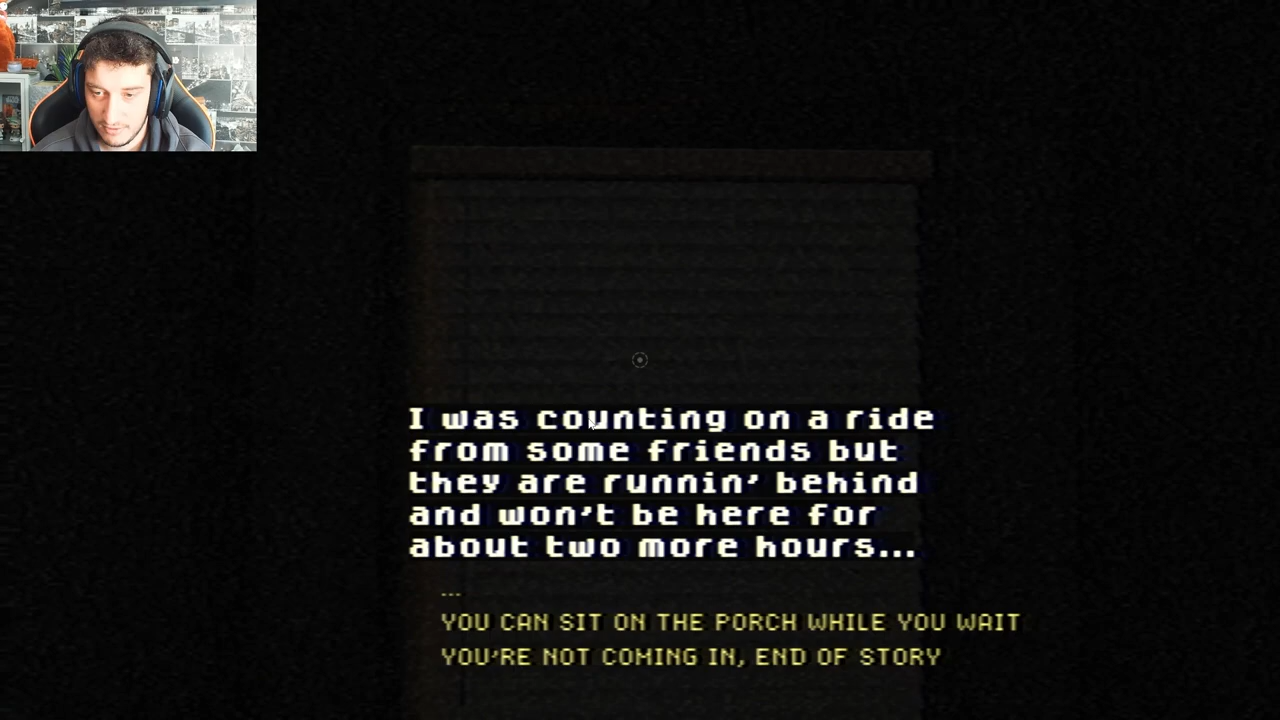 I was counting on a ride
from some friends but
they are runnin' behind
and won't be here for
about two more hours...
...
YOU CAN SIT ON THE PORCH WHILE YOU WAIT
YOU'RE NOT COMING IN, END OF STORY